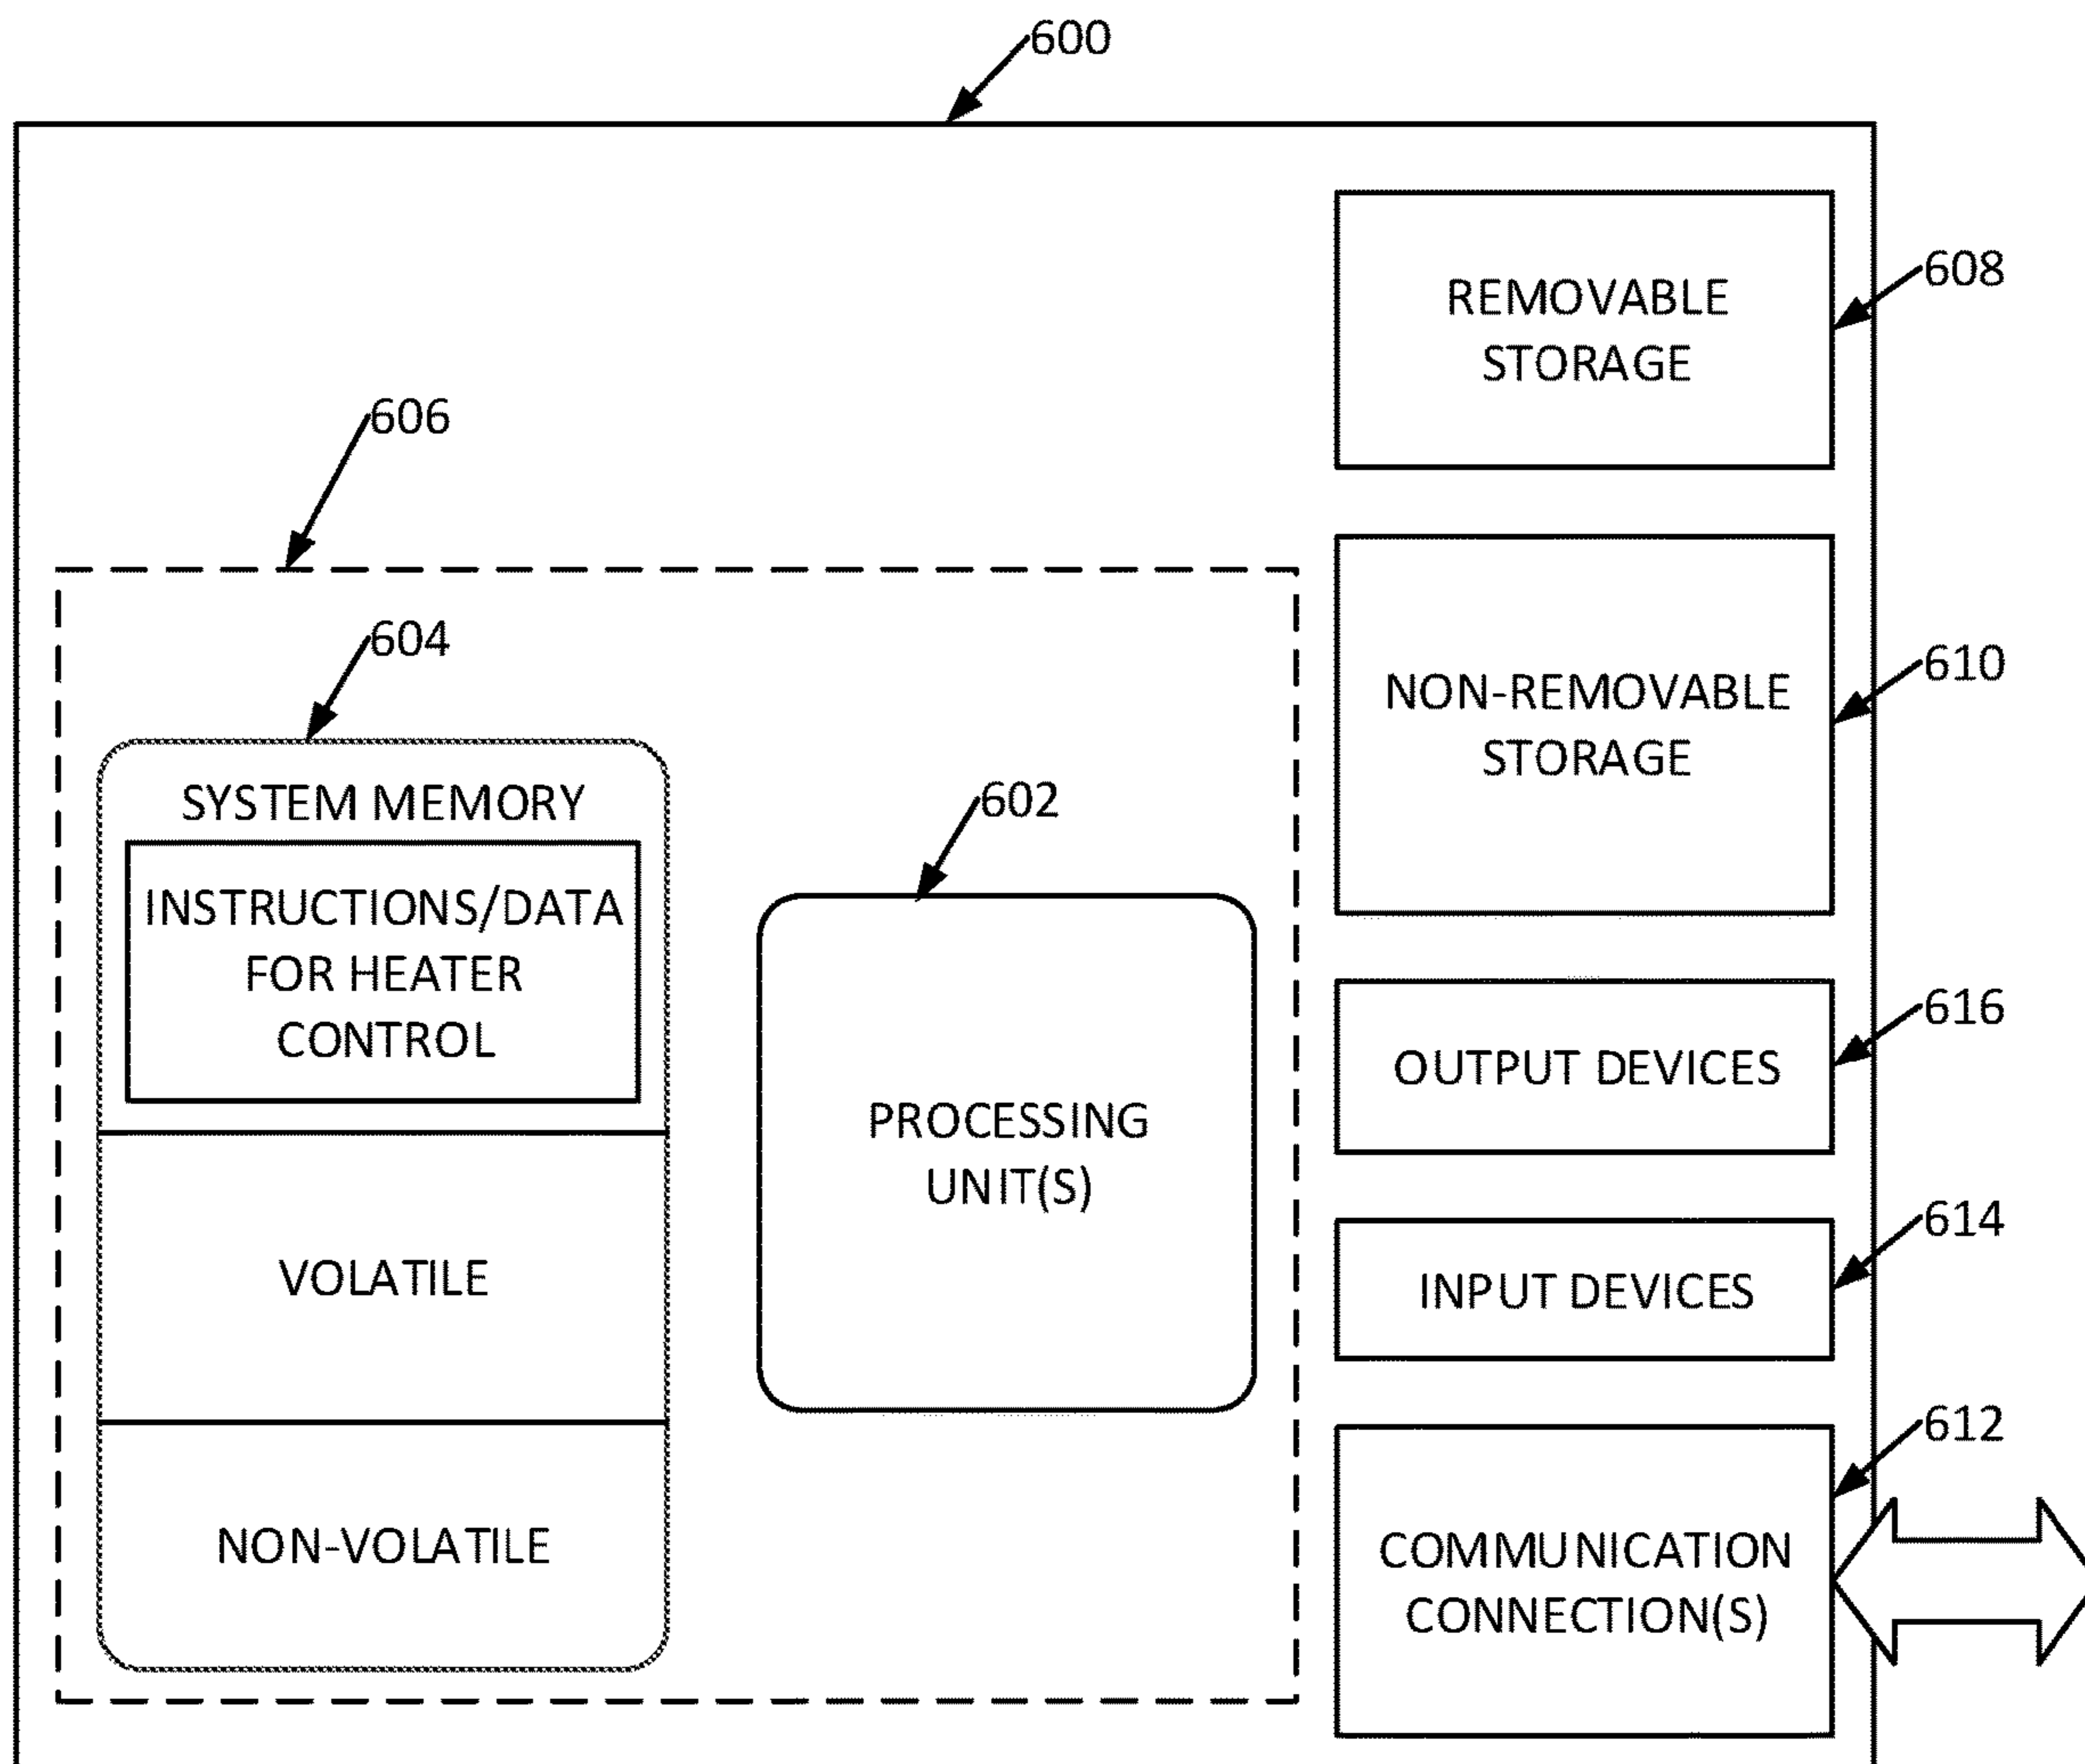 600
REMOVABLE
STORAGE
608
606
NON-REMOVABLE
STORAGE
610
604
SYSTEM MEMORY
INSTRUCTIONS/DATA
FOR HEATER
CONTROL
VOLATILE
NON-VOLATILE
602
PROCESSING
UNIT(S)
OUTPUT DEVICES
616
INPUT DEVICES
614
COMMUNICATION
CONNECTION(S)
612